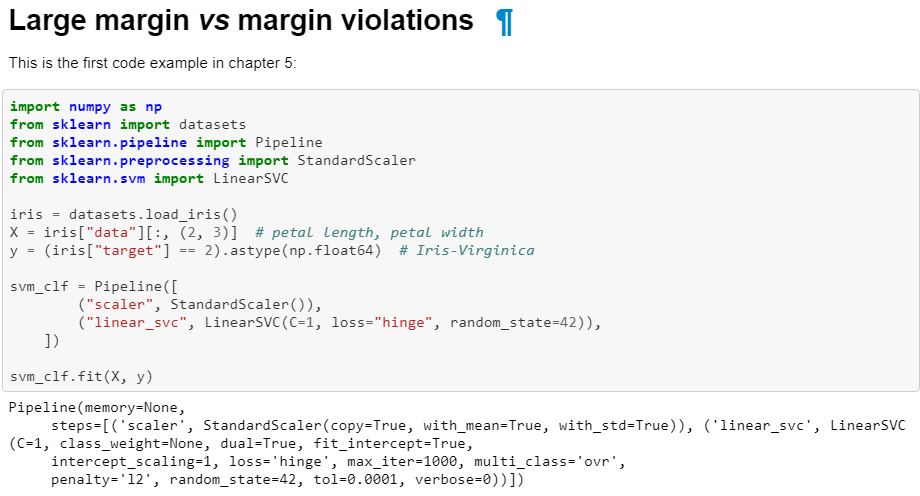 Large margin vs margin violations ¶
This is the first code example in chapter 5:
import numpy as np
from sklearn import datasets
from sklearn.pipeline import Pipeline
from sklearn.preprocessing import StandardScaler
from sklearn.svm import LinearSVC

iris = datasets.load_iris()
X = iris["data"][:, (2, 3)]  # petal length, petal width
y = (iris["target"] == 2).astype(np.float64)  # Iris-Virginica

svm_clf = Pipeline([
        ("scaler", StandardScaler()),
        ("linear_svc", LinearSVC(C=1, loss="hinge", random_state=42)),
    ])

svm_clf.fit(X, y)
Pipeline(memory=None,
     steps=[('scaler', StandardScaler(copy=True, with_mean=True, with_std=True)), ('linear_svc', LinearSVC
(C=1, class_weight=None, dual=True, fit_intercept=True,
     intercept_scaling=1, loss='hinge', max_iter=1000, multi_class='ovr',
     penalty='l2', random_state=42, tol=0.0001, verbose=0))])